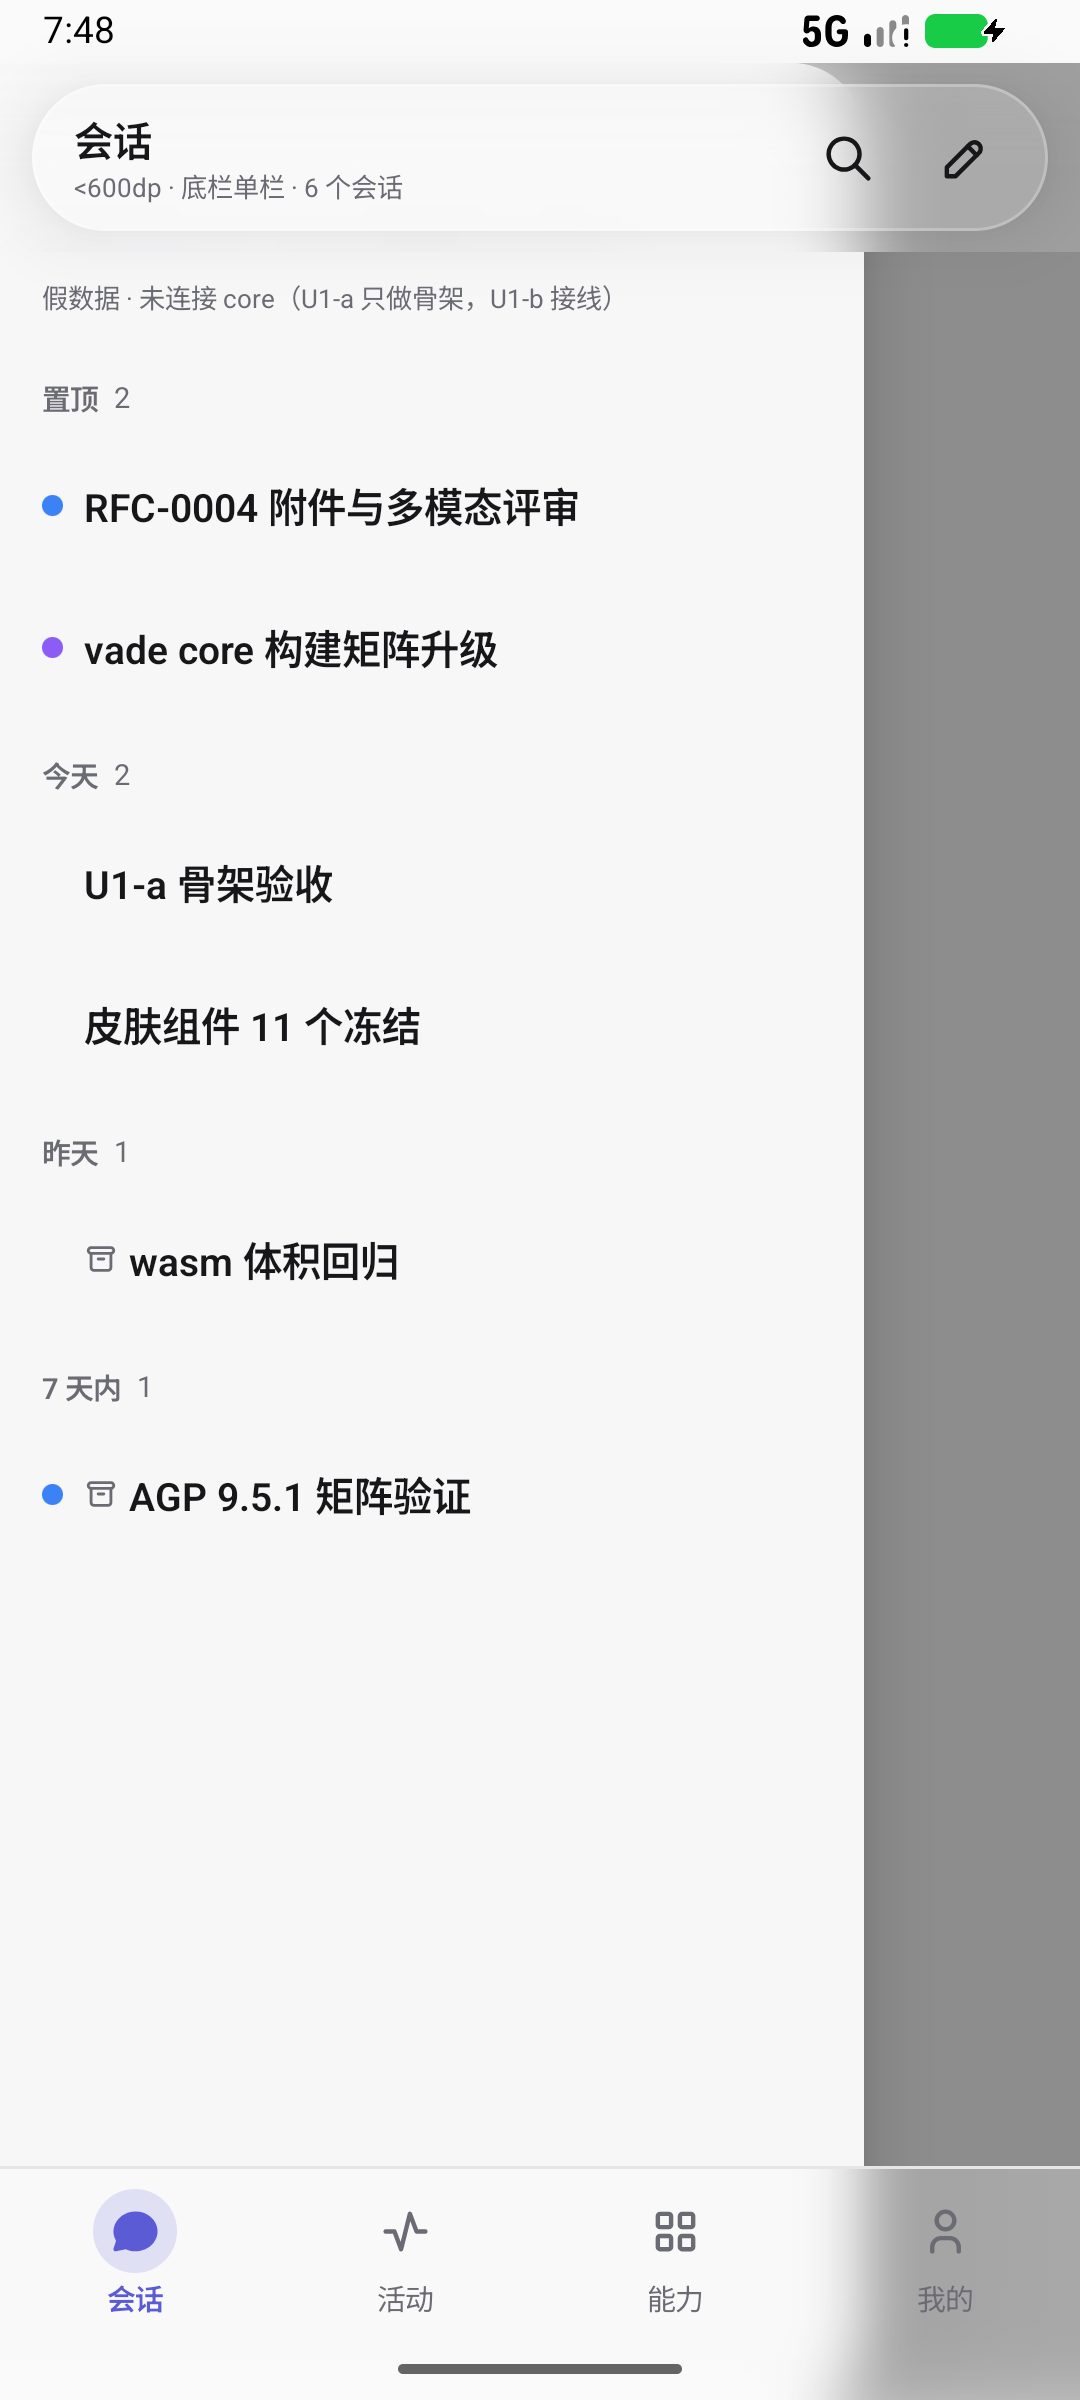 7:48
5G
会话
<600dp · 底栏单栏 · 6 个会话
假数据 · 未连接 core（U1-a 只做骨架，U1-b 接线）
置顶 2
RFC-0004 附件与多模态评审
vade core 构建矩阵升级
今天 2
U1-a 骨架验收
皮肤组件 11 个冻结
昨天 1
wasm 体积回归
7 天内 1
AGP 9.5.1 矩阵验证
会话
活动
能力
我的